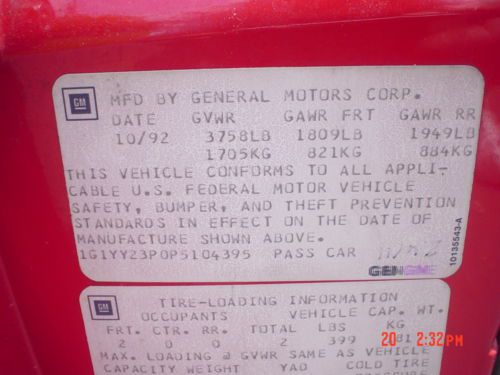 GM
MFD BY GENERAL MOTORS CORP.
DATE GVWR GAWR FRT GAWR RR
10/92 3758LB 1809LB 1949LB
1705KG 821KG 884KG
THIS VEHICLE CONFORMS TO ALL APPLI-
CABLE U.S. FEDERAL MOTOR VEHICLE
SAFETY, BUMPER, AND THEFT PREVENTION
STANDARDS IN EFFECT ON THE DATE OF
MANUFACTURE SHOWN ABOVE.
1G1YY23P0P5104395 PASS CAR
10135543-A
GM
TIRE-LOADING INFORMATION
OCCUPANTS VEHICLE CAP. WT.
FRT. CTR. RR. TOTAL LBS KG
2 0 0 2 399 181
MAX. LOADING @ GVWR SAME AS VEHICLE
CAPACITY WEIGHT COLD TIRE
20 2:32PM